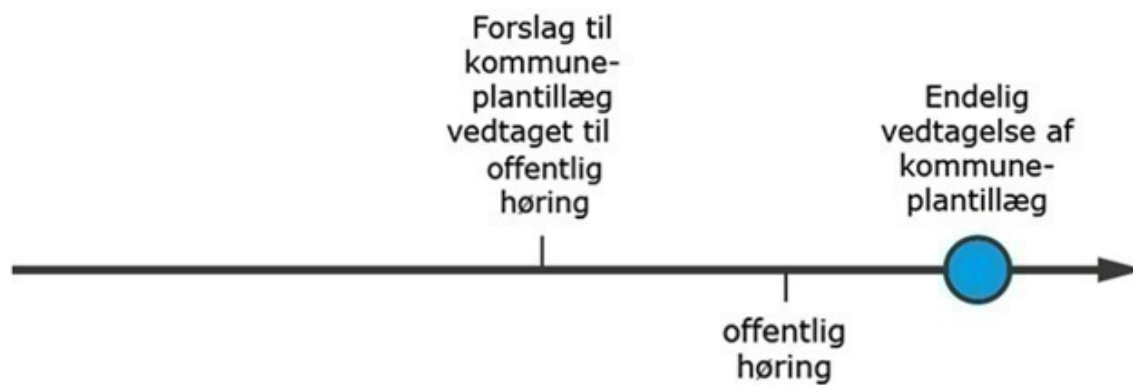 Forslag til
kommune-
plantillæg
vedtaget til
offentlig
høring
Endelig
vedtagelse af
kommune-
plantillæg
offentlig
høring